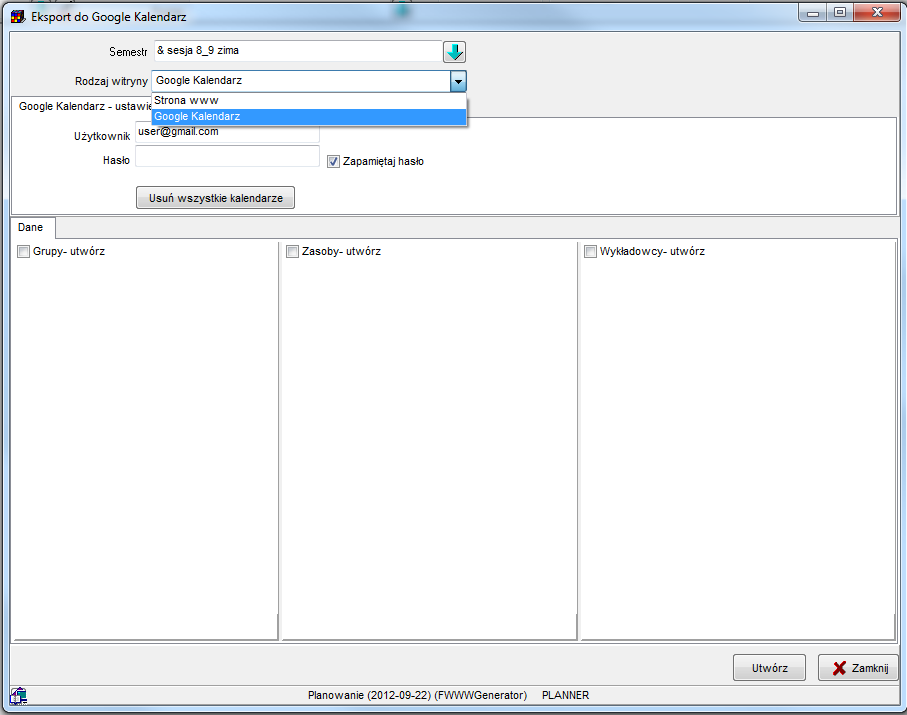 Eksport do Google Kalendarz
Semestr & sesja 8_9 zima
Rodzaj witryny Google Kalendarz
Strona www
Google Kalendarz
Google Kalendarz - ustawie
Użytkownik user@gmail.com
Hasło Zapamiętaj hasło
Usuń wszystkie kalendarze
Dane
Grupy- utwórz Zasoby- utwórz Wykładowcy- utwórz
Utwórz Zamknij
Planowanie (2012-09-22) (FWWWGenerator) PLANNER